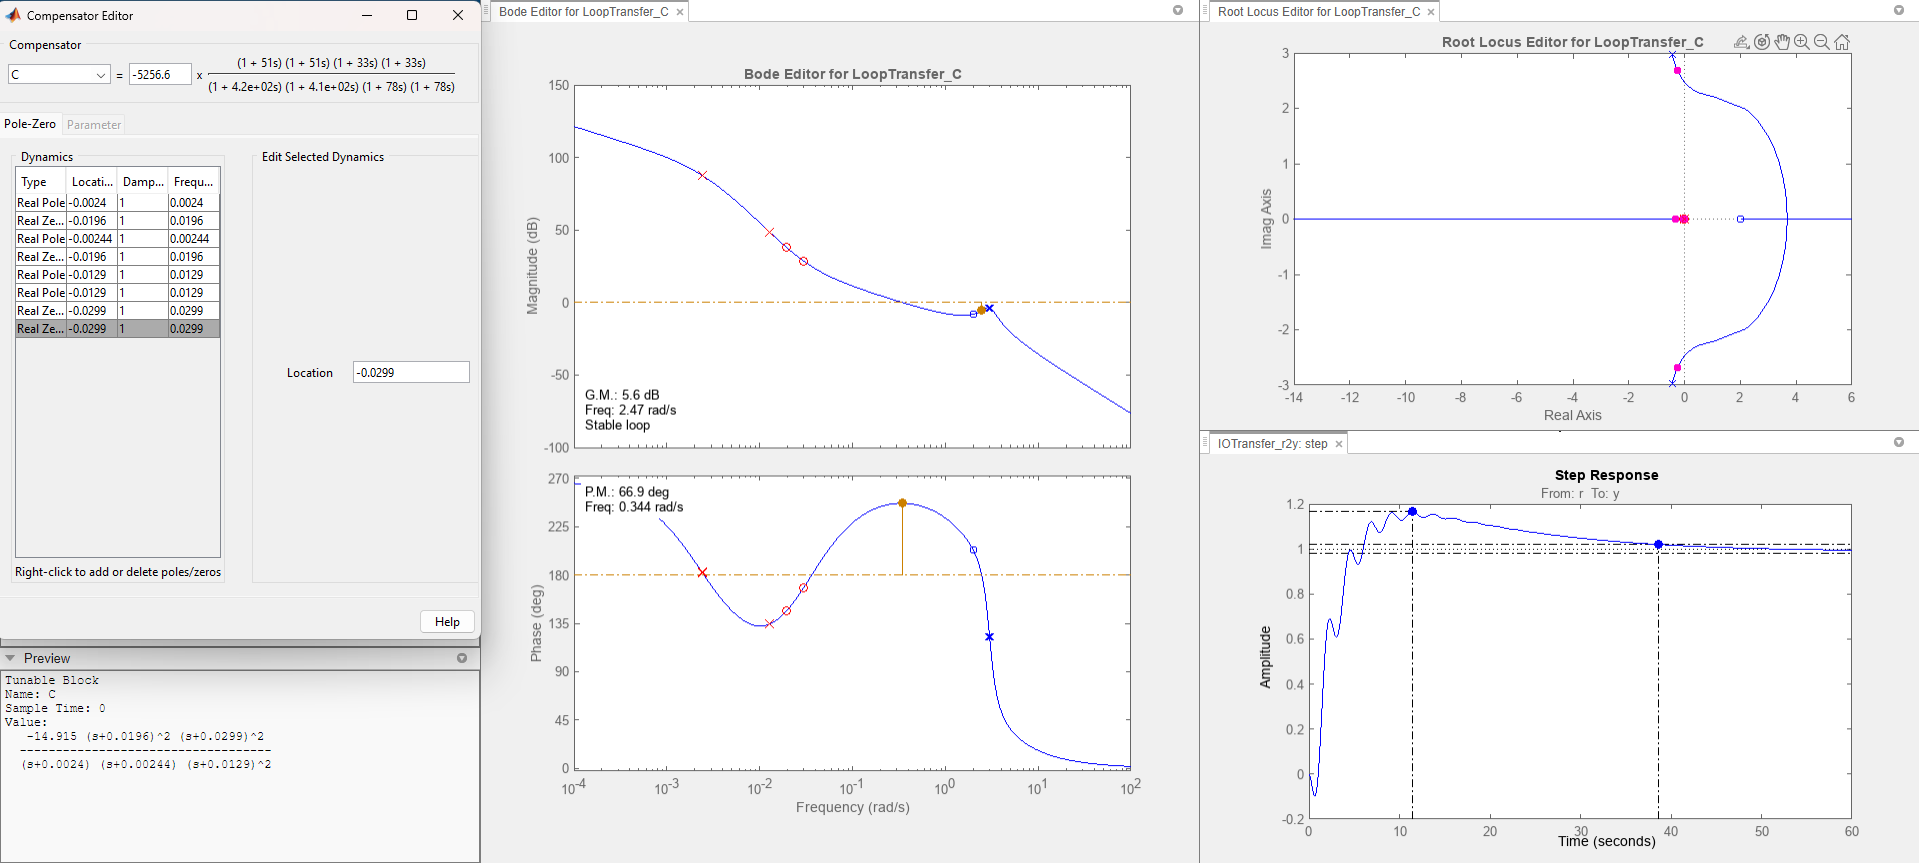 Compensator Editor
Compensator
C = -5256.6 x (1 + 51s) (1 + 51s) (1 + 33s) (1 + 33s)
(1 + 4.2e+02s) (1 + 4.1e+02s) (1 + 78s) (1 + 78s)
Pole-Zero Parameter
Dynamics
Type Locati... Damp... Frequ...
Real Pole -0.0024 1 0.0024
Real Ze... -0.0196 1 0.0196
Real Pole -0.00244 1 0.00244
Real Ze... -0.0196 1 0.0196
Real Pole -0.0129 1 0.0129
Real Pole -0.0129 1 0.0129
Real Ze... -0.0299 1 0.0299
Real Ze... -0.0299 1 0.0299
Right-click to add or delete poles/zeros
Edit Selected Dynamics
Location -0.0299
Help
Preview
Tunable Block
Name: C
Sample Time: 0
Value:
-14.915 (s+0.0196)^2 (s+0.0299)^2
-----------------------------------
(s+0.0024) (s+0.00244) (s+0.0129)^2
Bode Editor for LoopTransfer_C
Bode Editor for LoopTransfer_C
Magnitude (dB)
150
100
50
0
-50
-100
G.M.: 5.6 dB
Freq: 2.47 rad/s
Stable loop
Phase (deg)
270
225
180
135
90
45
0
P.M.: 66.9 deg
Freq: 0.344 rad/s
10^-4 10^-3 10^-2 10^-1 10^0 10^1 10^2
Frequency (rad/s)
Root Locus Editor for LoopTransfer_C
Root Locus Editor for LoopTransfer_C
Imag Axis
3
2
1
0
-1
-2
-3
-14 -12 -10 -8 -6 -4 -2 0 2 4 6
Real Axis
IOTransfer_r2y: step
Step Response
From: r To: y
Amplitude
1.2
1
0.8
0.6
0.4
0.2
0
-0.2
0 10 20 30 40 50 60
Time (seconds)